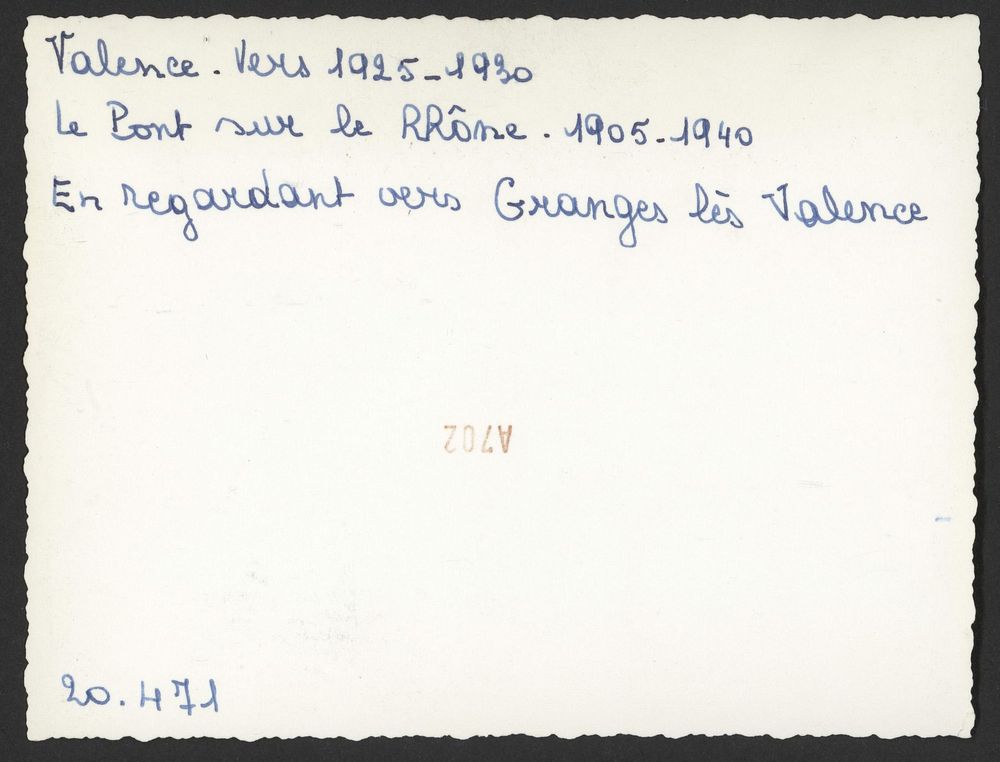 Valence. Vers 1925-1930
Le Pont sur le RRône. 1905-1940
En regardant vers Granges lès Valence
A702
20.471